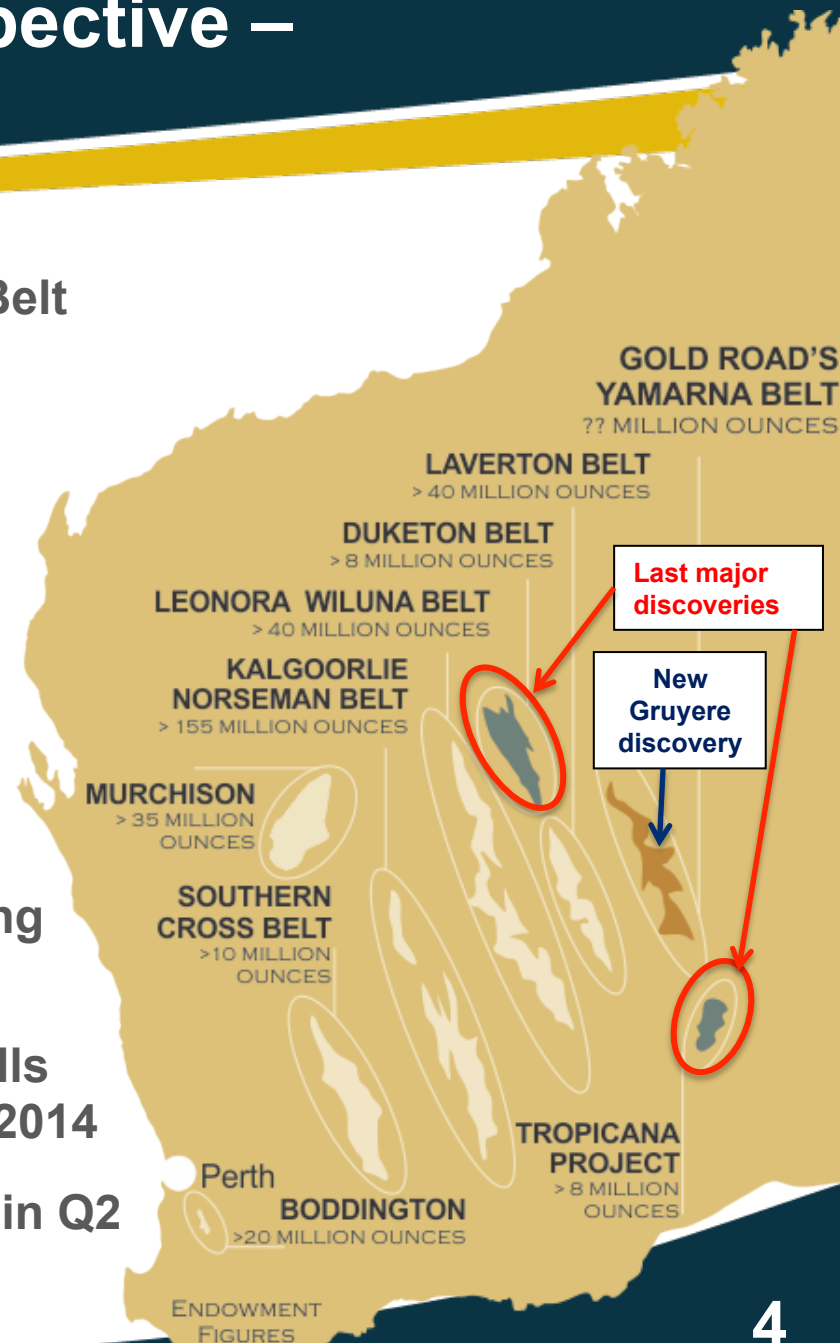 pective –
Belt
GOLD ROAD'S
YAMARNA BELT
?? MILLION OUNCES
LAVERTON BELT
> 40 MILLION OUNCES
DUKETON BELT
> 8 MILLION OUNCES
Last major
discoveries
LEONORA WILUNA BELT
> 40 MILLION OUNCES
KALGOORLIE
NORSEMAN BELT
> 155 MILLION OUNCES
New
Gruyere
discovery
MURCHISON
> 35 MILLION
OUNCES
SOUTHERN
CROSS BELT
>10 MILLION
OUNCES
ng
lls
2014
in Q2
TROPICANA
PROJECT
> 8 MILLION
OUNCES
Perth
BODDINGTON
>20 MILLION OUNCES
ENDOWMENT
FIGURES
4